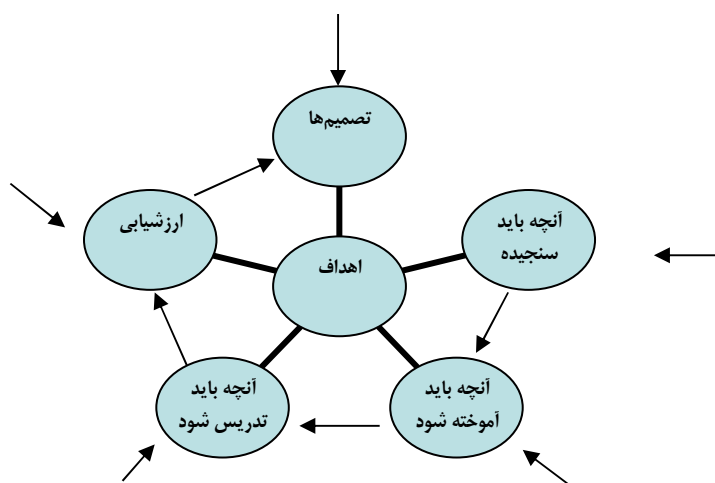 تصمیم‌ها
ارزشیابی
آنچه باید
سنجیده
اهداف
آنچه باید
تدریس شود
آنچه باید
آموخته شود